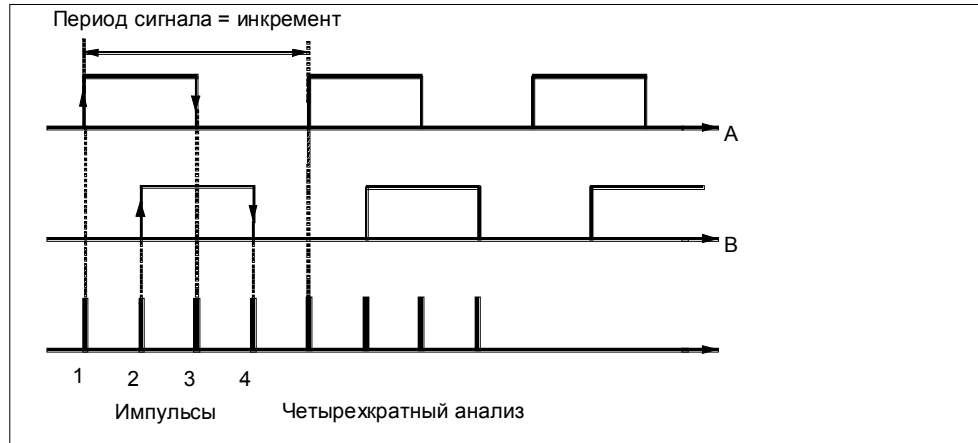 Период сигнала = инкремент
A
B
1 2 3 4
Импульсы Четырехкратный анализ